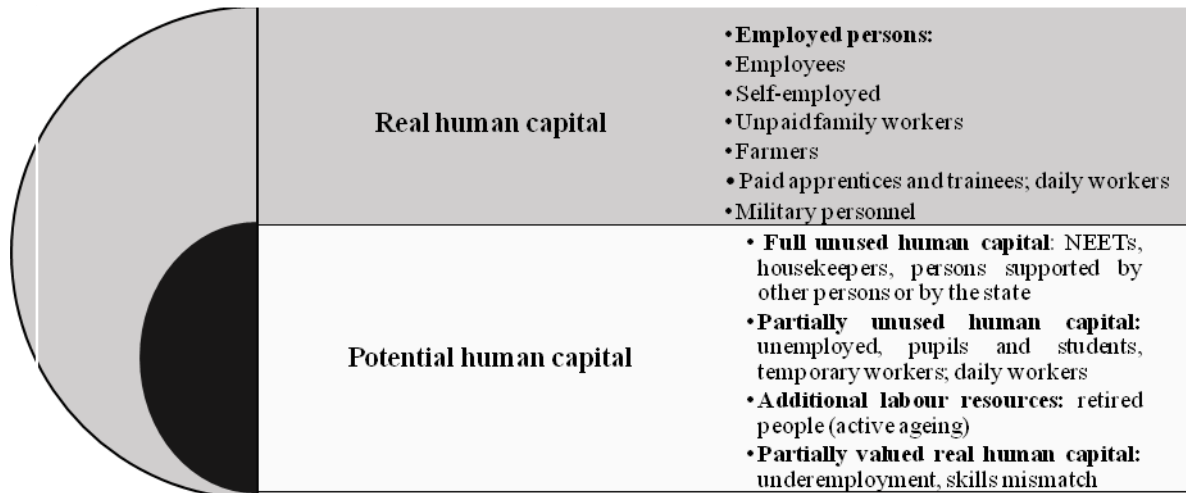 Real human capital
•Employed persons:
•Employees
•Self-employed
•Unpaidfamily workers
•Farmers
• Paid apprentices and trainees; daily workers
•Military personnel
Potential human capital
• Full unused human capital: NEETs,
housekeepers, persons supported by
other persons or by the state
•Partially unused human capital:
unemployed, pupils and students,
temporary workers; daily workers
•Additional labour resources: retired
people (active ageing)
•Partially valued real human capital:
underemployment, skills mismatch